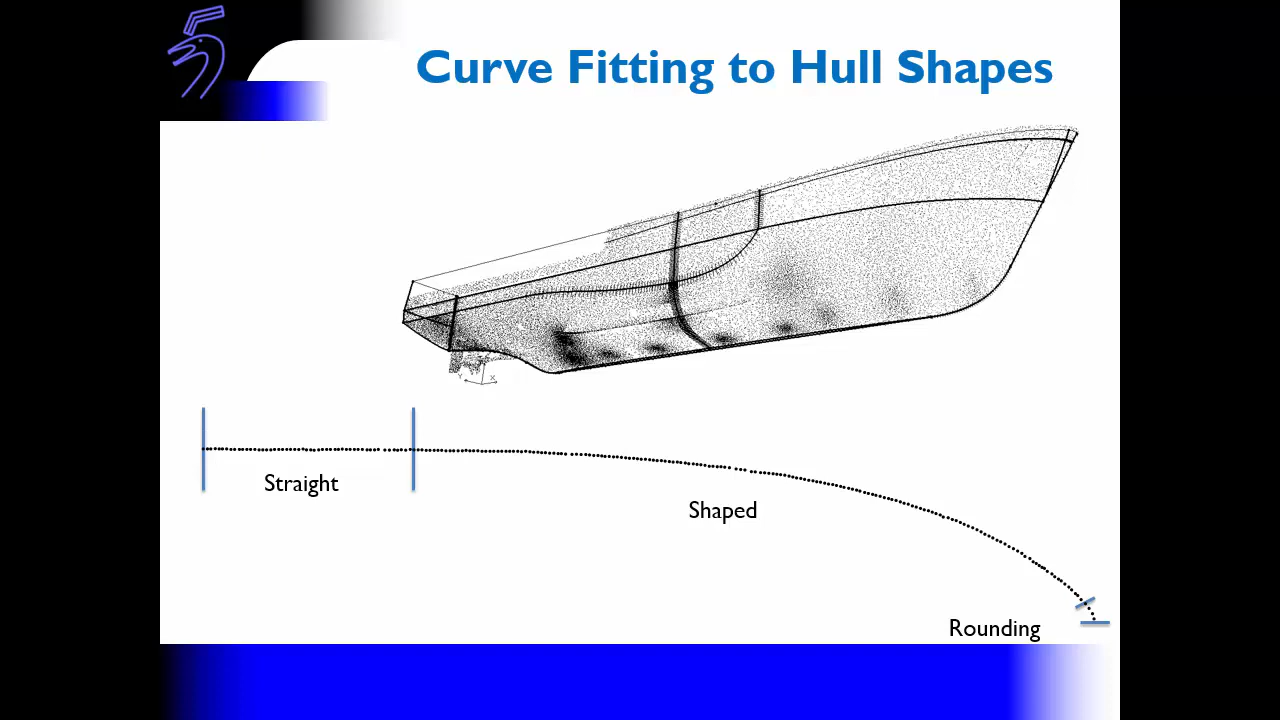 Curve Fitting to Hull Shapes
Y
X
Straight
Shaped
Rounding